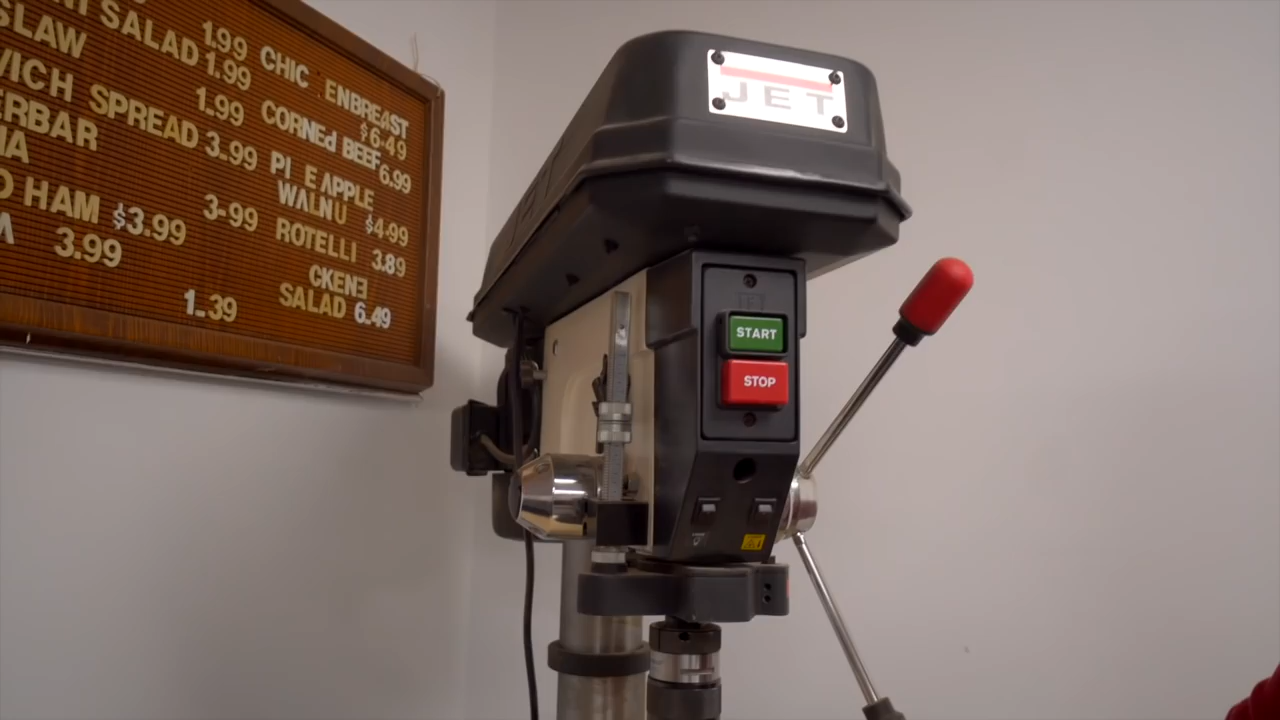 SALAD 1.99
SLAW 1.99
SPREAD 1.99
ERBAR 3.99
HAM $3.99 3-99
3.99
1.39
CHIC ENBREAST
$6-49
CORNEd BEEF
6.99
PI E APPLE
WALNU $4-99
ROTELLI 3.89
CKEN
SALAD 6.49
JET
START
STOP